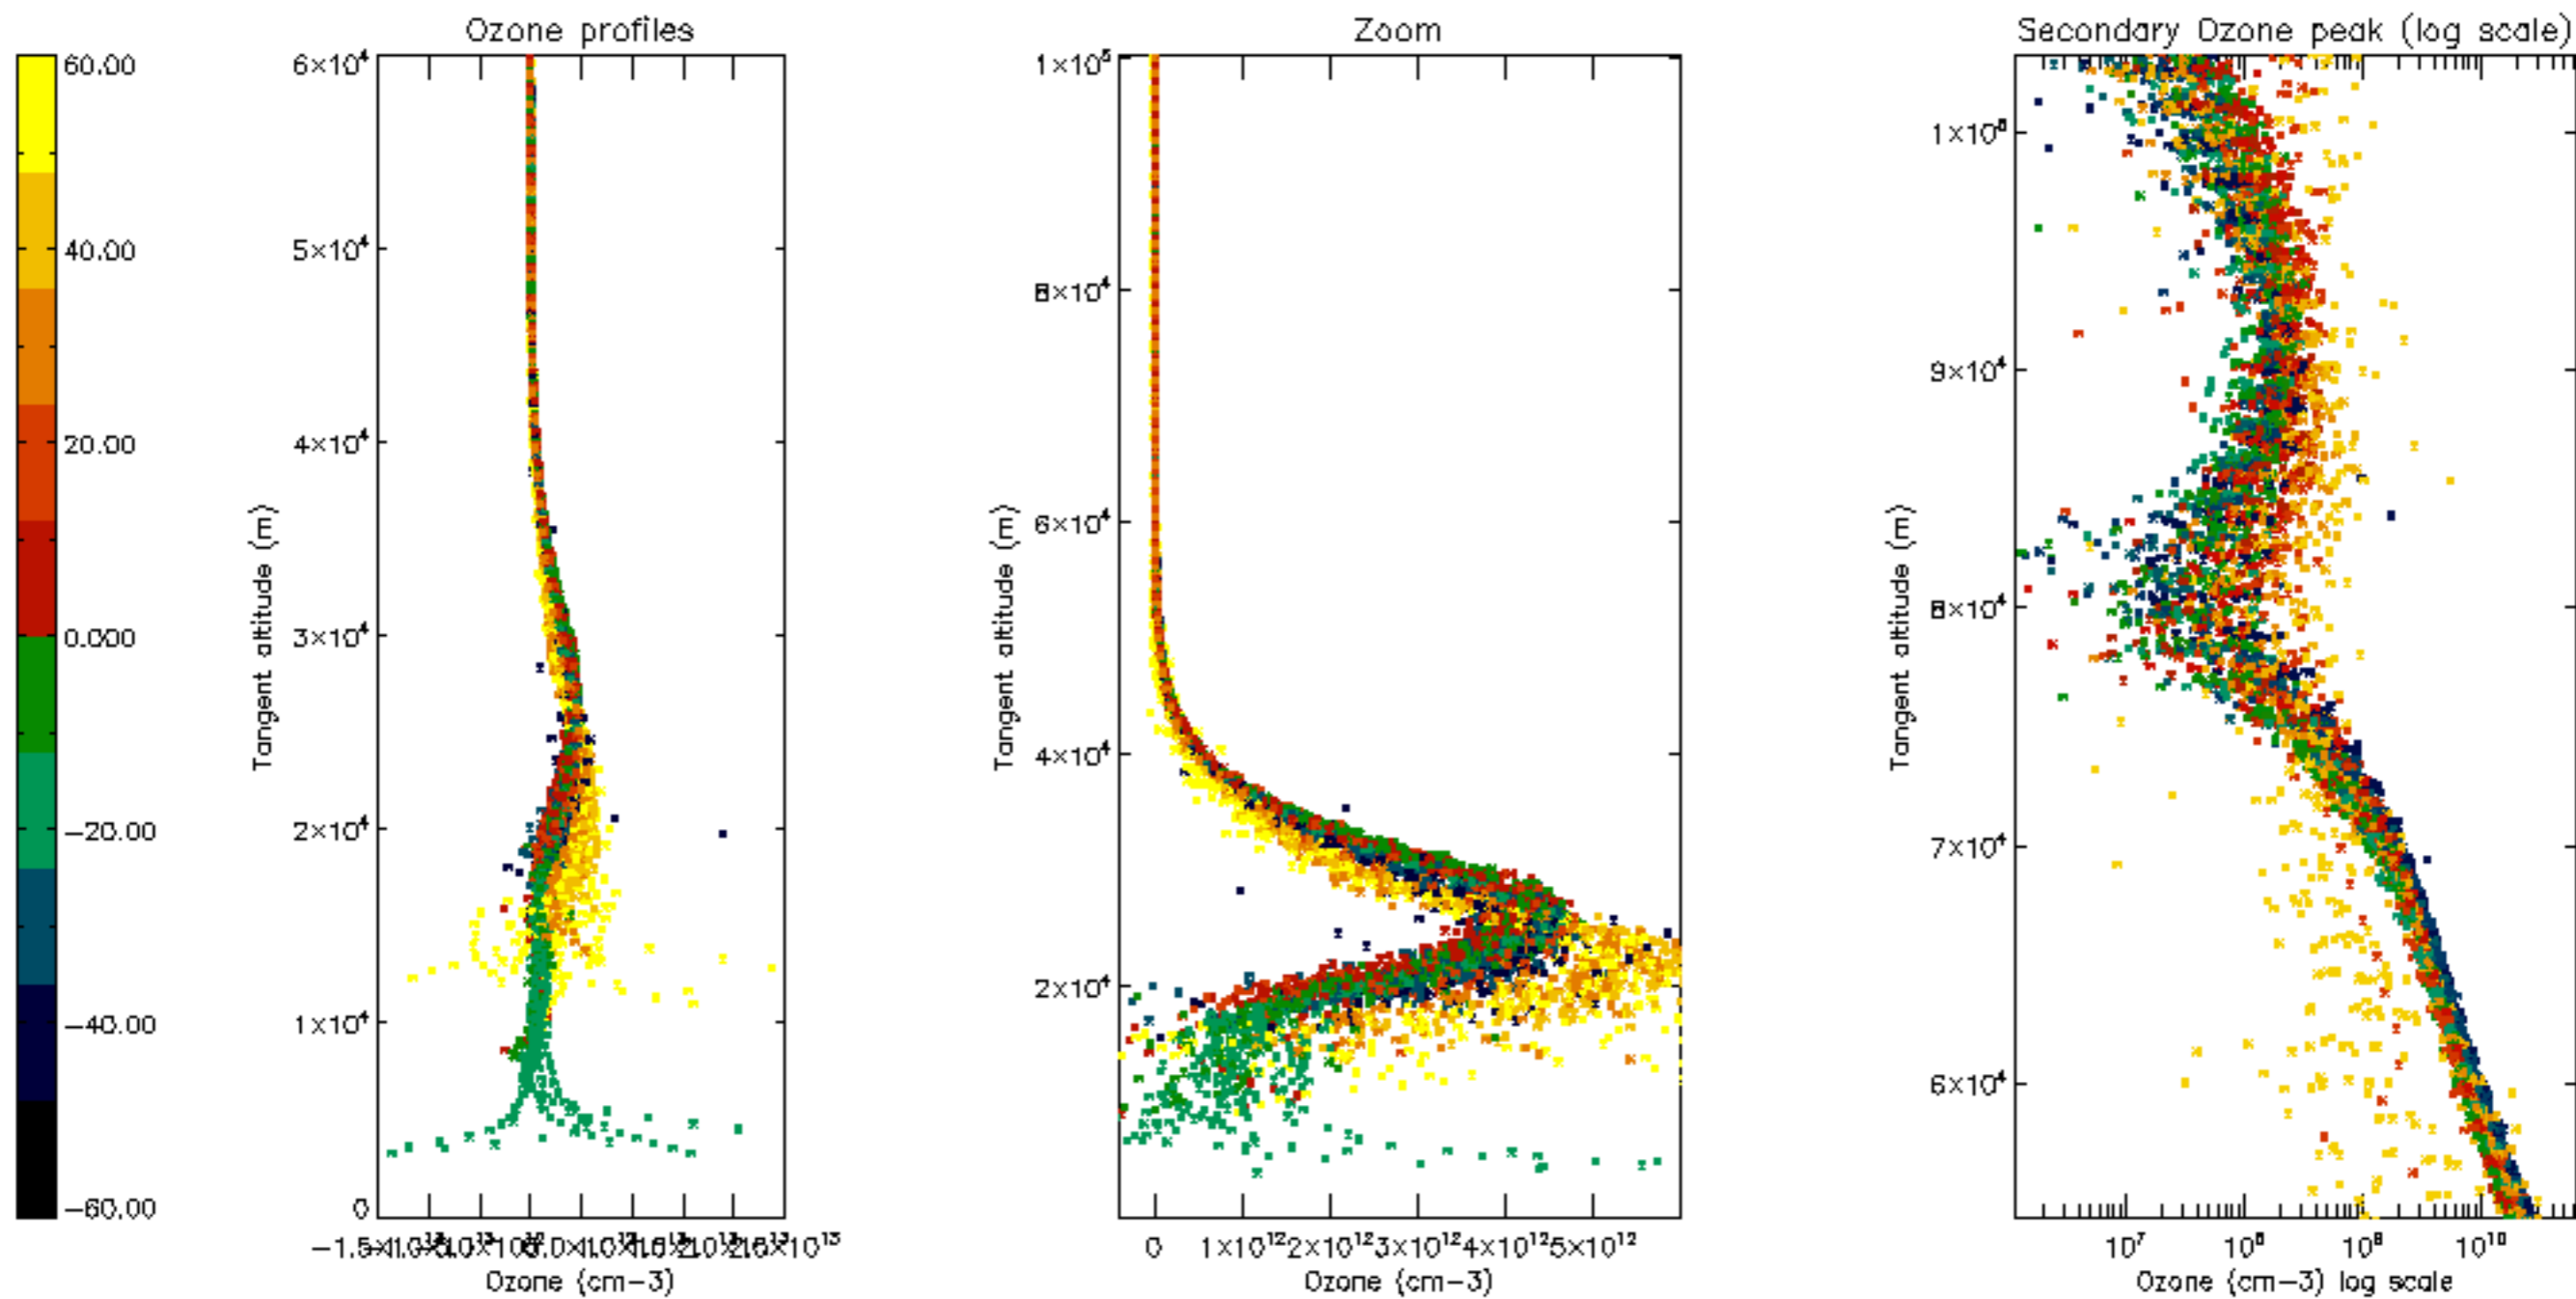 Ozone profiles
Zoom
Secondary Ozone peak (log scale)
60.00
40.00
20.00
0.000
-20.00
-40.00
-60.00
6×10⁴
5×10⁴
4×10⁴
3×10⁴
2×10⁴
1×10⁴
0
Tangent altitude (m)
Ozone (cm-3)
1×10⁵
8×10⁴
6×10⁴
4×10⁴
2×10⁴
Tangent altitude (m)
0 1×10¹² 2×10¹² 3×10¹² 4×10¹² 5×10¹²
Ozone (cm-3)
9×10⁴
8×10⁴
7×10⁴
6×10⁴
Tangent altitude (m)
10⁷ 10⁸ 10⁹ 10¹⁰
Ozone (cm-3) log scale